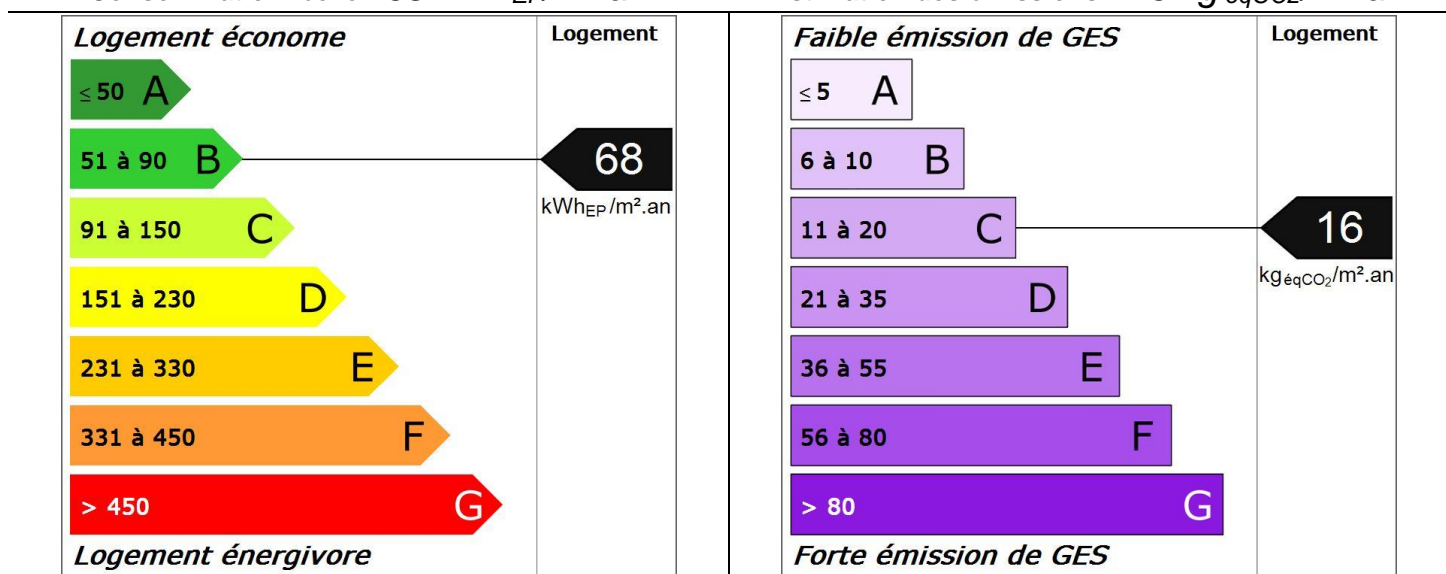 Logement économe
Logement
≤ 50 A
51 à 90 B
68
kWhEP/m².an
91 à 150 C
151 à 230 D
231 à 330 E
331 à 450 F
> 450 G
Logement énergivore
Faible émission de GES
Logement
≤ 5 A
6 à 10 B
11 à 20 C
16
kgéqCO2/m².an
21 à 35 D
36 à 55 E
56 à 80 F
> 80 G
Forte émission de GES